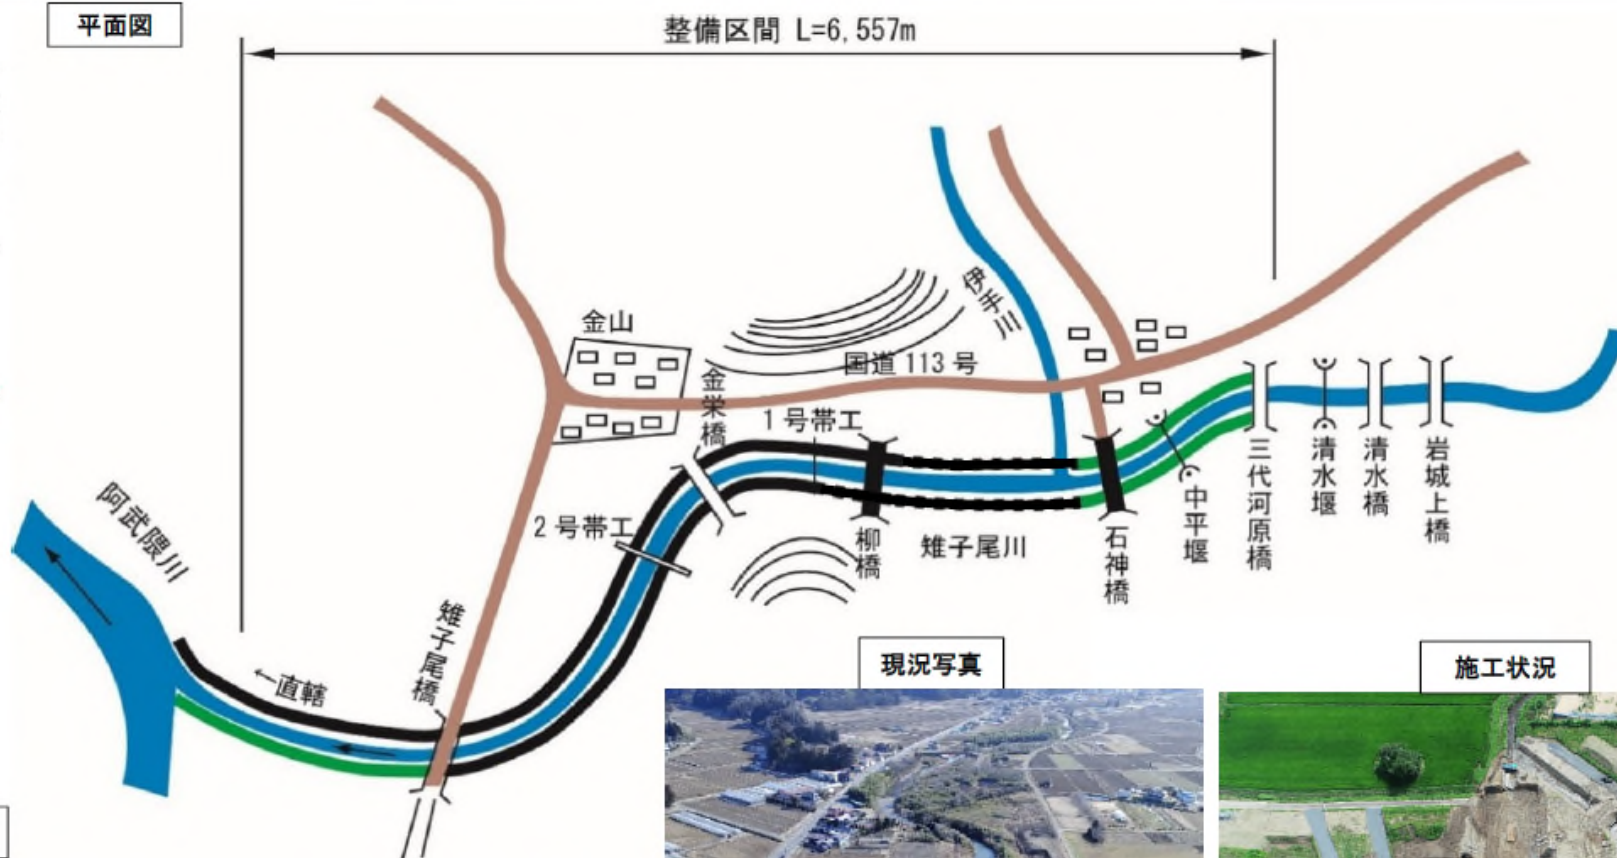 平面図
整備区間 L=6,557m
伊手川
金山
国道 113 号
金栄橋
1 号帯工
2 号帯工
阿武隈川
雉子尾橋
←直轄
柳橋
雉子尾川
石神橋
中平堰
三代河原橋
清水堰
清水橋
岩城上橋
現況写真
施工状況